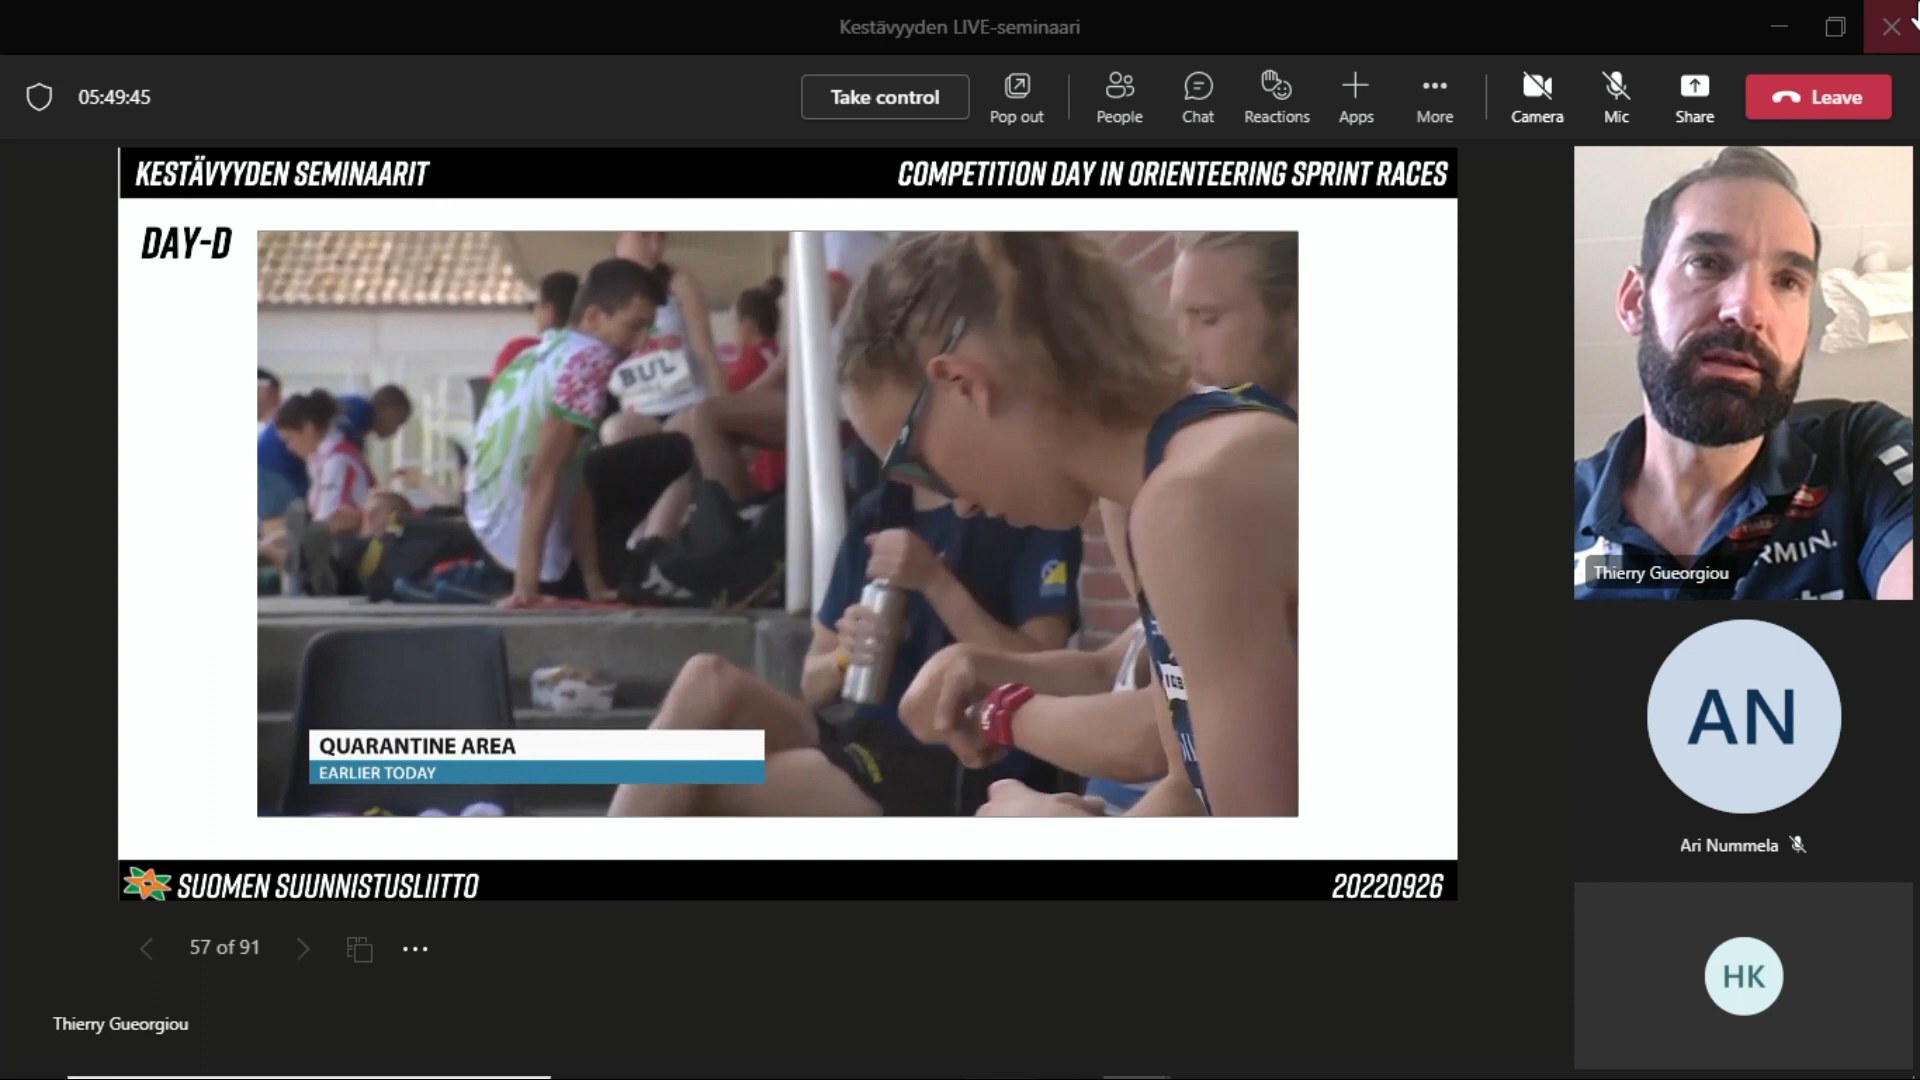 Kestävyyden LIVE-seminaari
05:49:45
Take control
Pop out
People
Chat
Reactions
Apps
More
Camera
Mic
Share
Leave
KESTÄVYYDEN SEMINAARIT
COMPETITION DAY IN ORIENTEERING SPRINT RACES
DAY-D
BUL
QUARANTINE AREA
EARLIER TODAY
SUOMEN SUUNNISTUSLIITTO
20220926
57 of 91
Thierry Gueorgiou
RMIN.
Thierry Gueorgiou
AN
Ari Nummela
HK